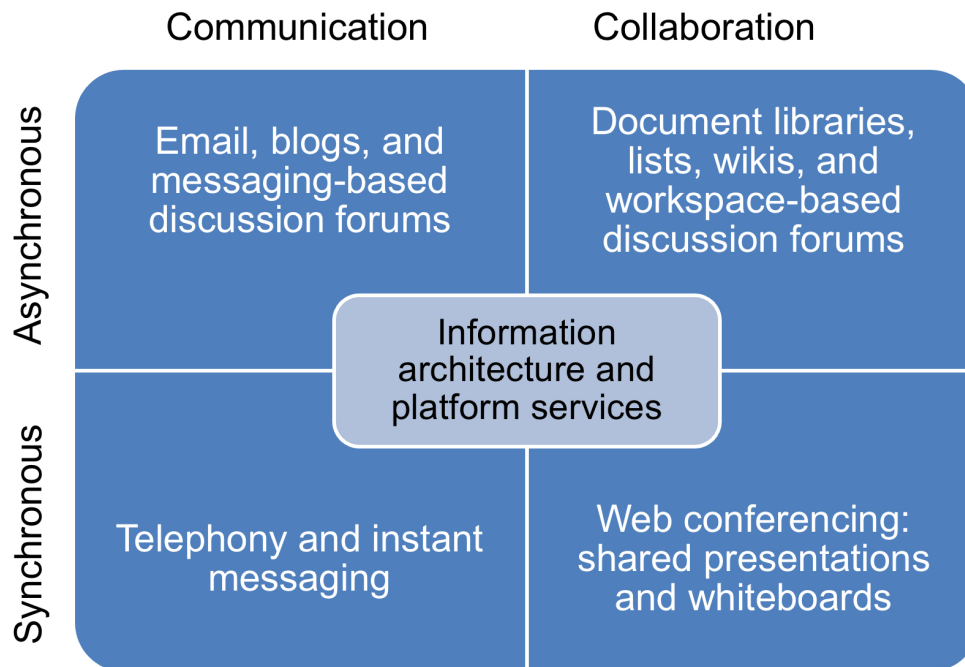 Communication
Collaboration
Asynchronous
Email, blogs, and
messaging-based
discussion forums
Document libraries,
lists, wikis, and
workspace-based
discussion forums
Information
architecture and
platform services
Synchronous
Telephony and instant
messaging
Web conferencing:
shared presentations
and whiteboards